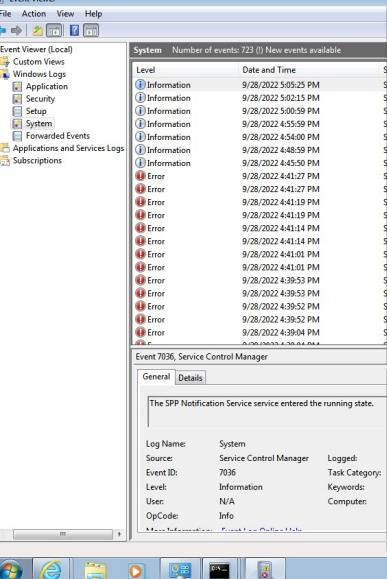 Event Viewer
File Action View Help
Event Viewer (Local)
Custom Views
Windows Logs
Application
Security
Setup
System
Forwarded Events
Applications and Services Logs
Subscriptions
System Number of events: 723 (!) New events available
Level Date and Time
Information 9/28/2022 5:05:25 PM
Information 9/28/2022 5:02:15 PM
Information 9/28/2022 5:00:59 PM
Information 9/28/2022 4:55:59 PM
Information 9/28/2022 4:54:00 PM
Information 9/28/2022 4:48:59 PM
Information 9/28/2022 4:45:50 PM
Error 9/28/2022 4:41:27 PM
Error 9/28/2022 4:41:27 PM
Error 9/28/2022 4:41:19 PM
Error 9/28/2022 4:41:19 PM
Error 9/28/2022 4:41:14 PM
Error 9/28/2022 4:41:14 PM
Error 9/28/2022 4:41:01 PM
Error 9/28/2022 4:41:01 PM
Error 9/28/2022 4:39:53 PM
Error 9/28/2022 4:39:53 PM
Error 9/28/2022 4:39:52 PM
Error 9/28/2022 4:39:52 PM
Error 9/28/2022 4:39:04 PM
Event 7036, Service Control Manager
General Details
The SPP Notification Service service entered the running state.
Log Name: System
Source: Service Control Manager Logged:
Event ID: 7036 Task Category:
Level: Information Keywords:
User: N/A Computer:
OpCode: Info
More Information: Event Log Online Help